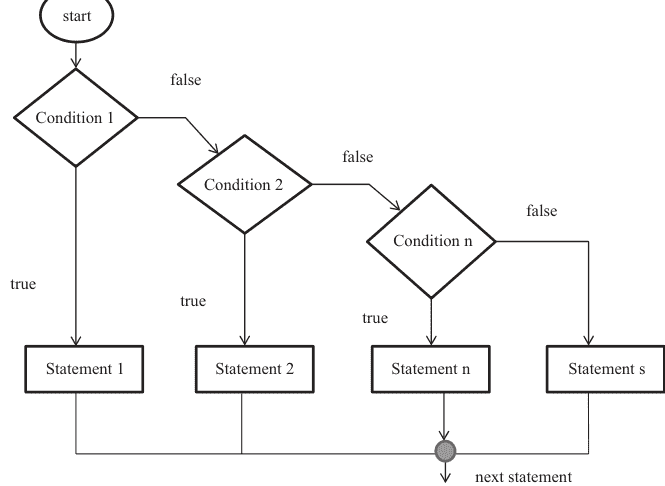 start
false
Condition 1
false
Condition 2
false
Condition n
true
true
true
Statement 1
Statement 2
Statement n
Statement s
next statement